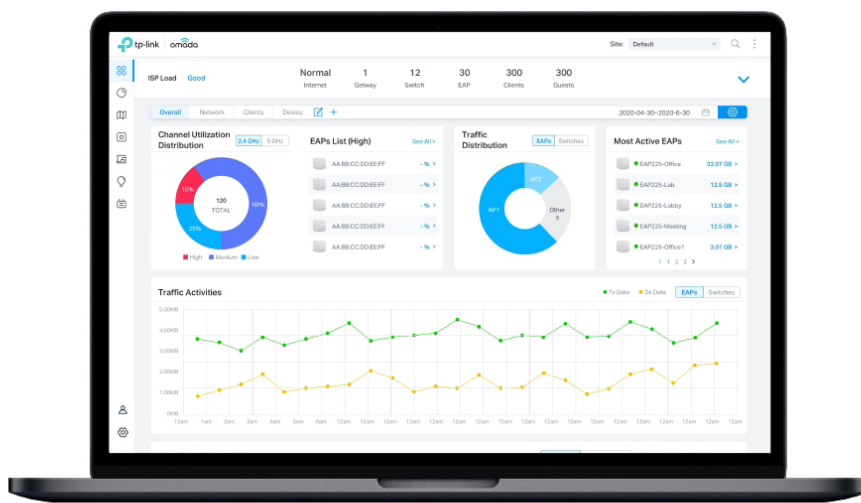 tp-link | omada
Site: Default
ISP Load Good
Normal 1 12 30 300 300
Internet Getway Switch EAP Clients Guests
Overall Network Clients Device
2020-04-30~2020-6-30
Channel Utilization
Distribution
2.4 GHz 5 GHz
15%
60%
25%
120
TOTAL
High Medium Low
EAPs List (High) See All >
AA:BB:CC:DD:EE:FF - % >
AA:BB:CC:DD:EE:FF - % >
AA:BB:CC:DD:EE:FF - % >
AA:BB:CC:DD:EE:FF - % >
AA:BB:CC:DD:EE:FF - % >
Traffic
Distribution
EAPs Switches
AP2
AP1
Other
s
Most Active EAPs See All >
EAP225-Office 32.07 GB >
EAP225-Lab 12.5 GB >
EAP225-Lobby 12.5 GB >
EAP225-Meeting 12.5 GB >
EAP225-Office1 3.07 GB >
< 1 2 3 >
Traffic Activities
Tx Data Dx Data EAPs Switches
5.00MB
4.00MB
3.00MB
2.00MB
1.00MB
0MB
12am 1am 2am 3am 4am 5am 6am 12am 12am 12am 12am 12am 12am 12am 12am 12am 12am 12am 12am 12am 12am 12am 12am 12am 12am